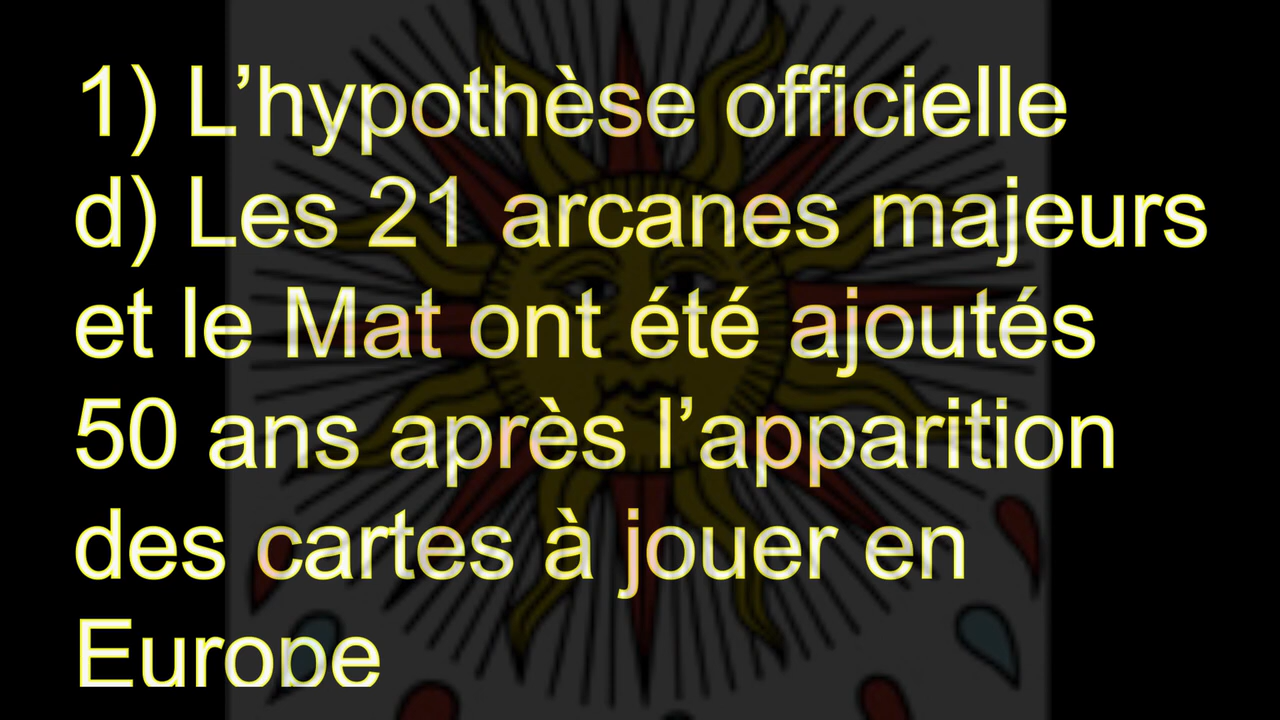 1) L’hypothèse officielle
d) Les 21 arcanes majeurs
et le Mat ont été ajoutés
50 ans après l’apparition
des cartes à jouer en
Europe